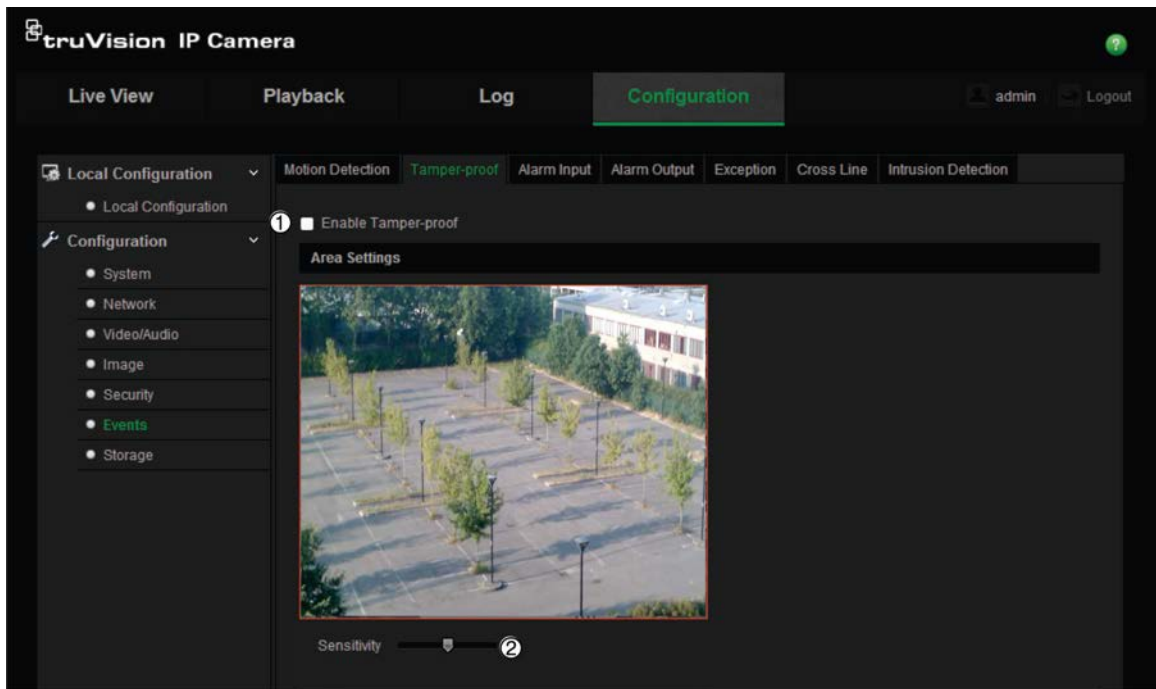 truVision IP Camera
?
Live View Playback Log Configuration admin Logout
Motion Detection Tamper-proof Alarm Input Alarm Output Exception Cross Line Intrusion Detection
Local Configuration
Local Configuration
Configuration
System
Network
Video/Audio
Image
Security
Events
Storage
① Enable Tamper-proof
Area Settings
Sensitivity ②